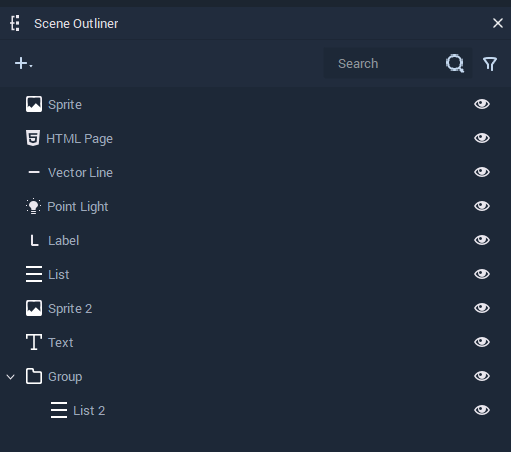 Scene Outliner
Search
Sprite
HTML Page
Vector Line
Point Light
Label
List
Sprite 2
Text
Group
List 2